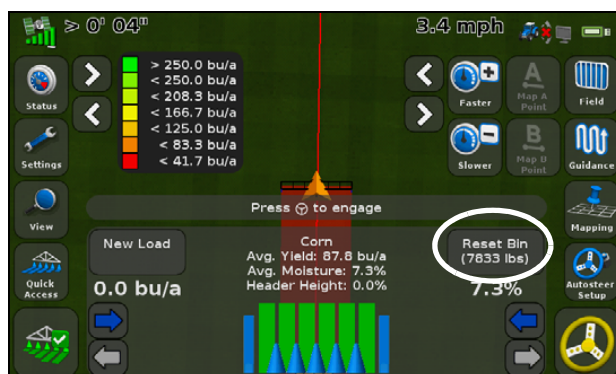 > 0' 04"
3.4 mph
> 250.0 bu/a
< 250.0 bu/a
< 208.3 bu/a
< 166.7 bu/a
< 125.0 bu/a
< 83.3 bu/a
< 41.7 bu/a
Status
Settings
View
Quick
Access
Faster
Slower
A
Map A
Point
B
Map B
Point
Field
Guidance
Mapping
Autosteer
Setup
Press to engage
New Load
0.0 bu/a
Corn
Avg. Yield: 87.8 bu/a
Avg. Moisture: 7.3%
Header Height: 0.0%
Reset Bin
(7833 lbs)
7.3%